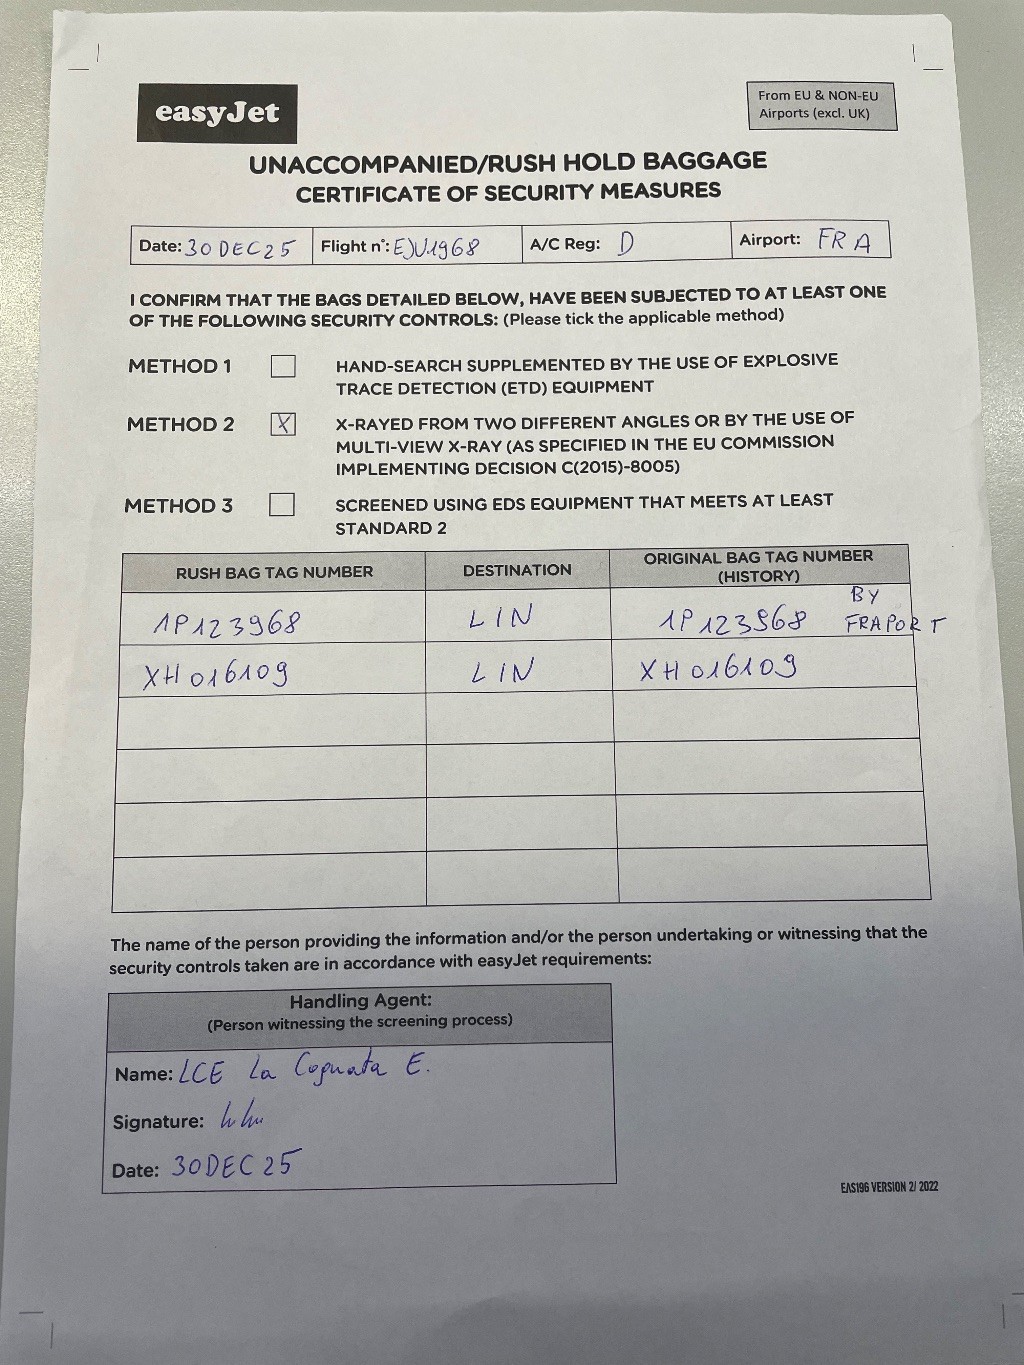 easyJet
From EU & NON-EU
Airports (excl. UK)
UNACCOMPANIED/RUSH HOLD BAGGAGE
CERTIFICATE OF SECURITY MEASURES
Date: 30 DEC 25 Flight n°: EJU1968 A/C Reg: D Airport: FRA
I CONFIRM THAT THE BAGS DETAILED BELOW, HAVE BEEN SUBJECTED TO AT LEAST ONE
OF THE FOLLOWING SECURITY CONTROLS: (Please tick the applicable method)
METHOD 1 HAND-SEARCH SUPPLEMENTED BY THE USE OF EXPLOSIVE
TRACE DETECTION (ETD) EQUIPMENT
METHOD 2 X X-RAYED FROM TWO DIFFERENT ANGLES OR BY THE USE OF
MULTI-VIEW X-RAY (AS SPECIFIED IN THE EU COMMISSION
IMPLEMENTING DECISION C(2015)-8005)
METHOD 3 SCREENED USING EDS EQUIPMENT THAT MEETS AT LEAST
STANDARD 2
RUSH BAG TAG NUMBER DESTINATION ORIGINAL BAG TAG NUMBER
(HISTORY)
1P123968 LIN 1P123968 BY
FRAPORT
XH016109 LIN XH016109
The name of the person providing the information and/or the person undertaking or witnessing that the
security controls taken are in accordance with easyJet requirements:
Handling Agent:
(Person witnessing the screening process)
Name: LCE La Cognata E.
Signature:
Date: 30DEC25
EAS196 VERSION 2/ 2022